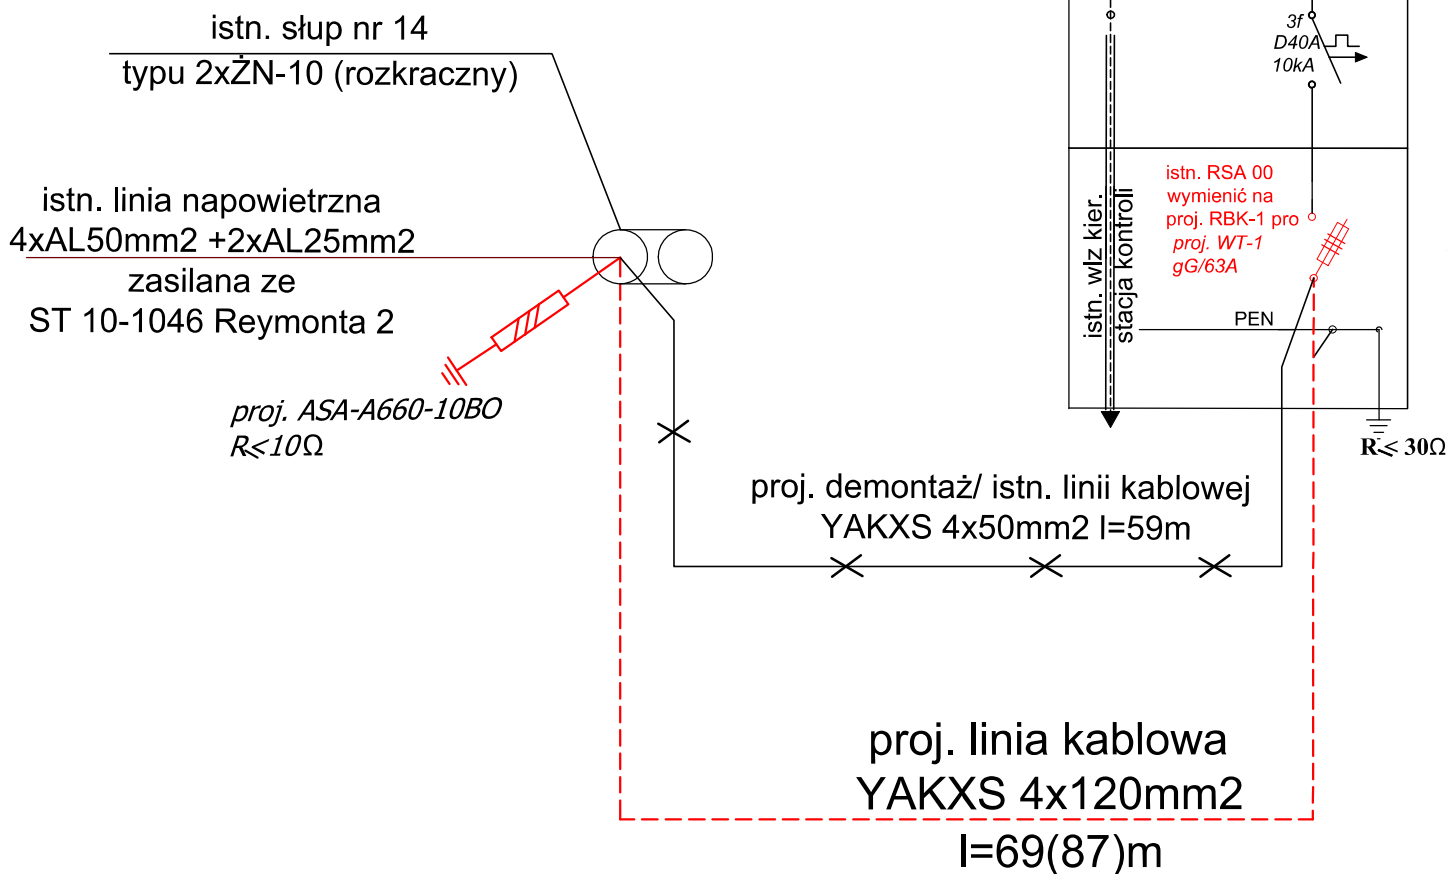 istn. słup nr 14
typu 2xŻN-10 (rozkraczny)
istn. linia napowietrzna
4xAL50mm2 +2xAL25mm2
zasilana ze
ST 10-1046 Reymonta 2
proj. ASA-A660-10BO
R≤10Ω
3f
D40A
10kA
istn. wlz kier.
stacja kontroli
istn. RSA 00
wymienić na
proj. RBK-1 pro
proj. WT-1
gG/63A
PEN
R≤ 30Ω
proj. demontaż/ istn. linii kablowej
YAKXS 4x50mm2 l=59m
proj. linia kablowa
YAKXS 4x120mm2
l=69(87)m